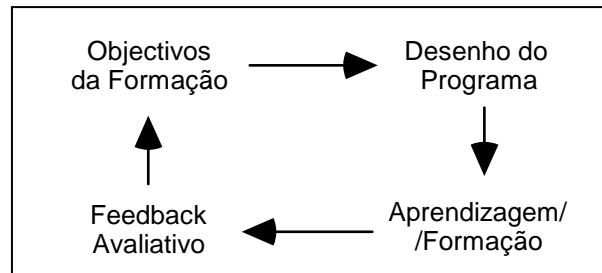 Objectivos
da Formação
Desenho do
Programa
Feedback
Avaliativo
Aprendizagem/
/Formação